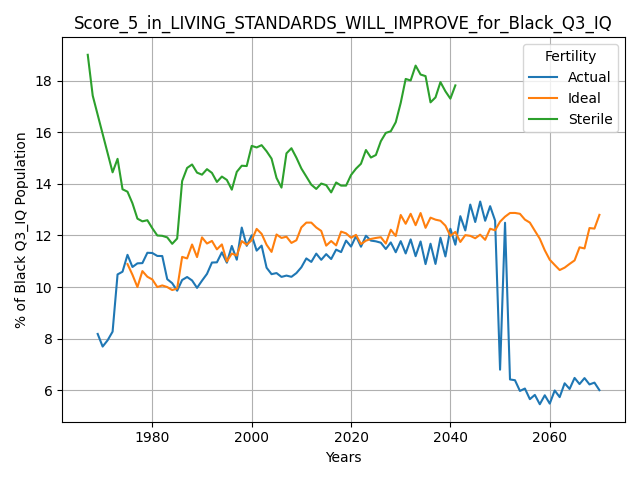 Score_5_in_LIVING_STANDARDS_WILL_IMPROVE_for_Black_Q3_IQ
Fertility
Actual
Ideal
Sterile
% of Black Q3_IQ Population
18
16
14
12
10
8
6
1980
2000
2020
2040
2060
Years